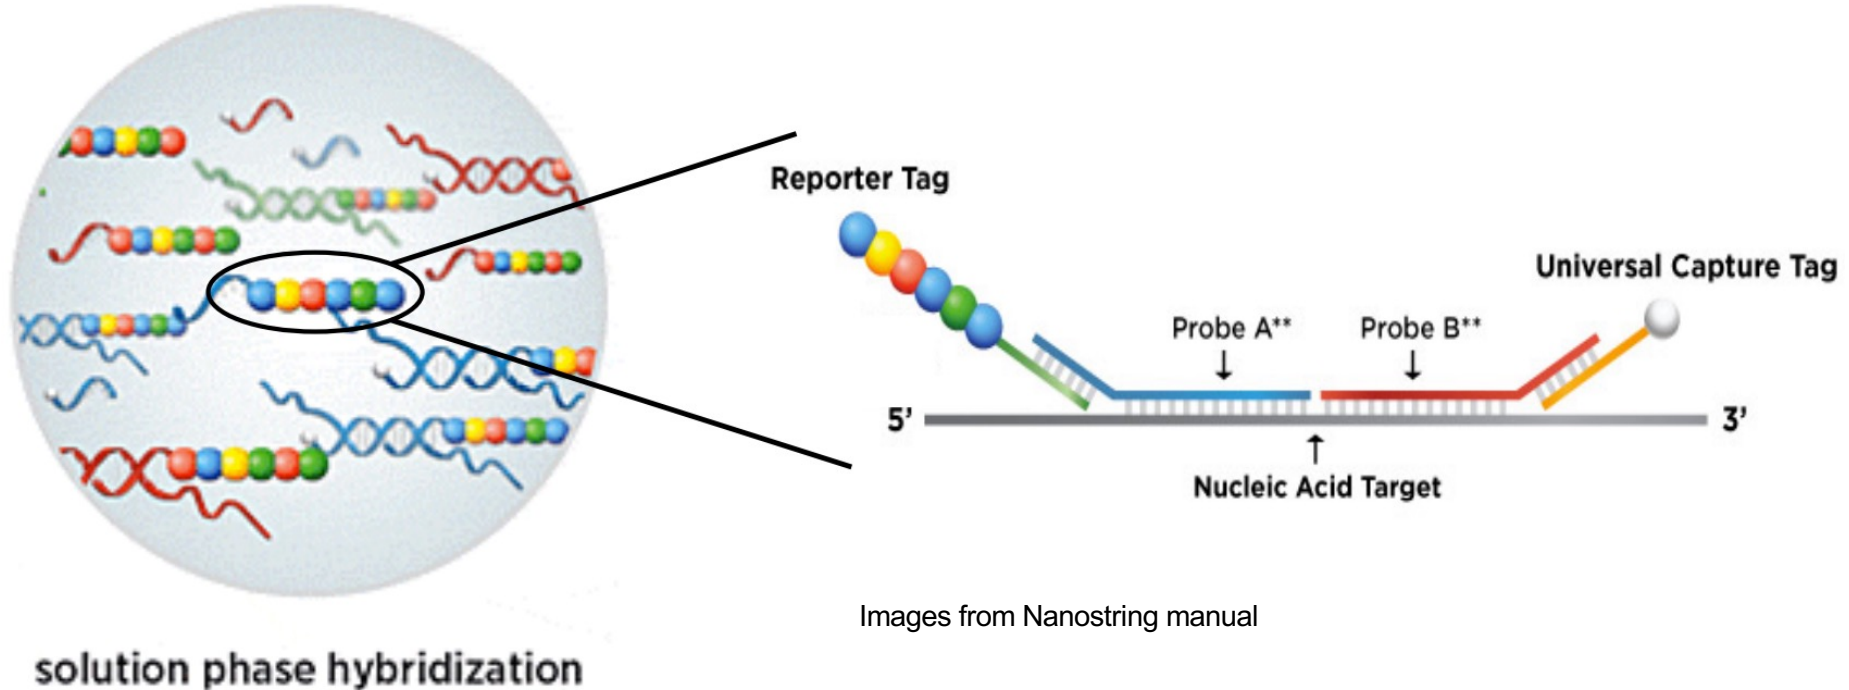 Reporter Tag
Universal Capture Tag
Probe A**
Probe B**
5’
3’
Nucleic Acid Target
Images from Nanostring manual
solution phase hybridization